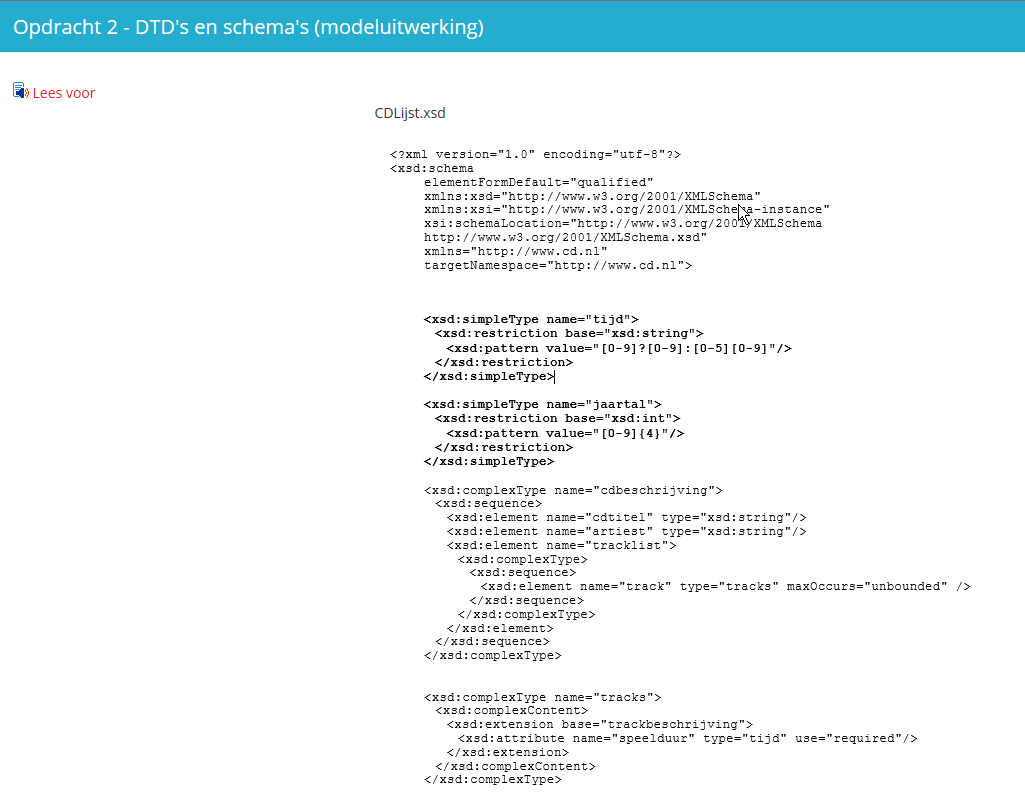 Opdracht 2 - DTD's en schema's (modeluitwerking)
Lees voor
CDLijst.xsd
<?xml version="1.0" encoding="utf-8"?>
<xsd:schema
elementFormDefault="qualified"
xmlns:xsd="http://www.w3.org/2001/XMLSchema"
xmlns:xsi="http://www.w3.org/2001/XMLSchema-instance"
xsi:schemaLocation="http://www.w3.org/2001/XMLSchema
http://www.w3.org/2001/XMLSchema.xsd"
xmlns="http://www.cd.nl"
targetNamespace="http://www.cd.nl">
<xsd:simpleType name="tijd">
<xsd:restriction base="xsd:string">
<xsd:pattern value="[0-9]?[0-9]:[0-5][0-9]"/>
</xsd:restriction>
</xsd:simpleType>
<xsd:simpleType name="jaartal">
<xsd:restriction base="xsd:int">
<xsd:pattern value="[0-9]{4}"/>
</xsd:restriction>
</xsd:simpleType>
<xsd:complexType name="cdbeschrijving">
<xsd:sequence>
<xsd:element name="cdtitel" type="xsd:string"/>
<xsd:element name="artiest" type="xsd:string"/>
<xsd:element name="tracklist">
<xsd:complexType>
<xsd:sequence>
<xsd:element name="track" type="tracks" maxOccurs="unbounded" />
</xsd:sequence>
</xsd:complexType>
</xsd:element>
</xsd:sequence>
</xsd:complexType>
<xsd:complexType name="tracks">
<xsd:complexContent>
<xsd:extension base="trackbeschrijving">
<xsd:attribute name="speelduur" type="tijd" use="required"/>
</xsd:extension>
</xsd:complexContent>
</xsd:complexType>